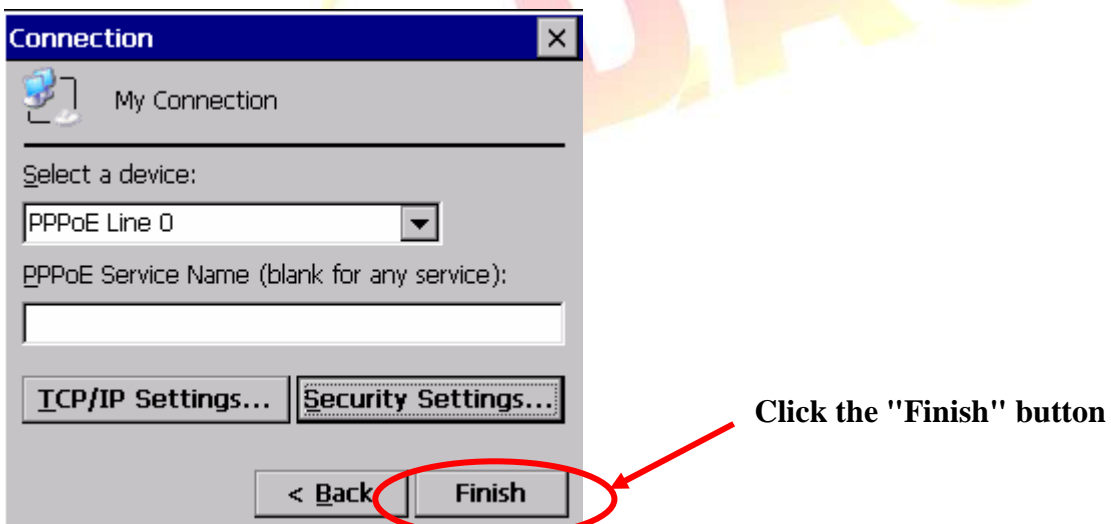 Connection
My Connection
Select a device:
PPPoE Line 0
PPPoE Service Name (blank for any service):
TCP/IP Settings...
Security Settings...
Click the "Finish" button
< Back
Finish